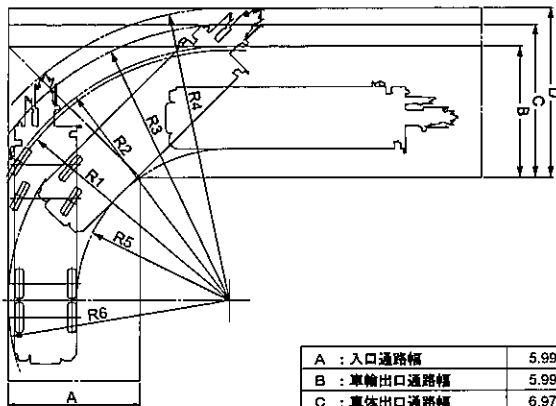 R4
R3
R2
R1
R5
R6
B
C
D
A
A : 入口通路幅 5.99
B : 車輪出口通路幅 5.99
C : 車体出口通路幅 6.97